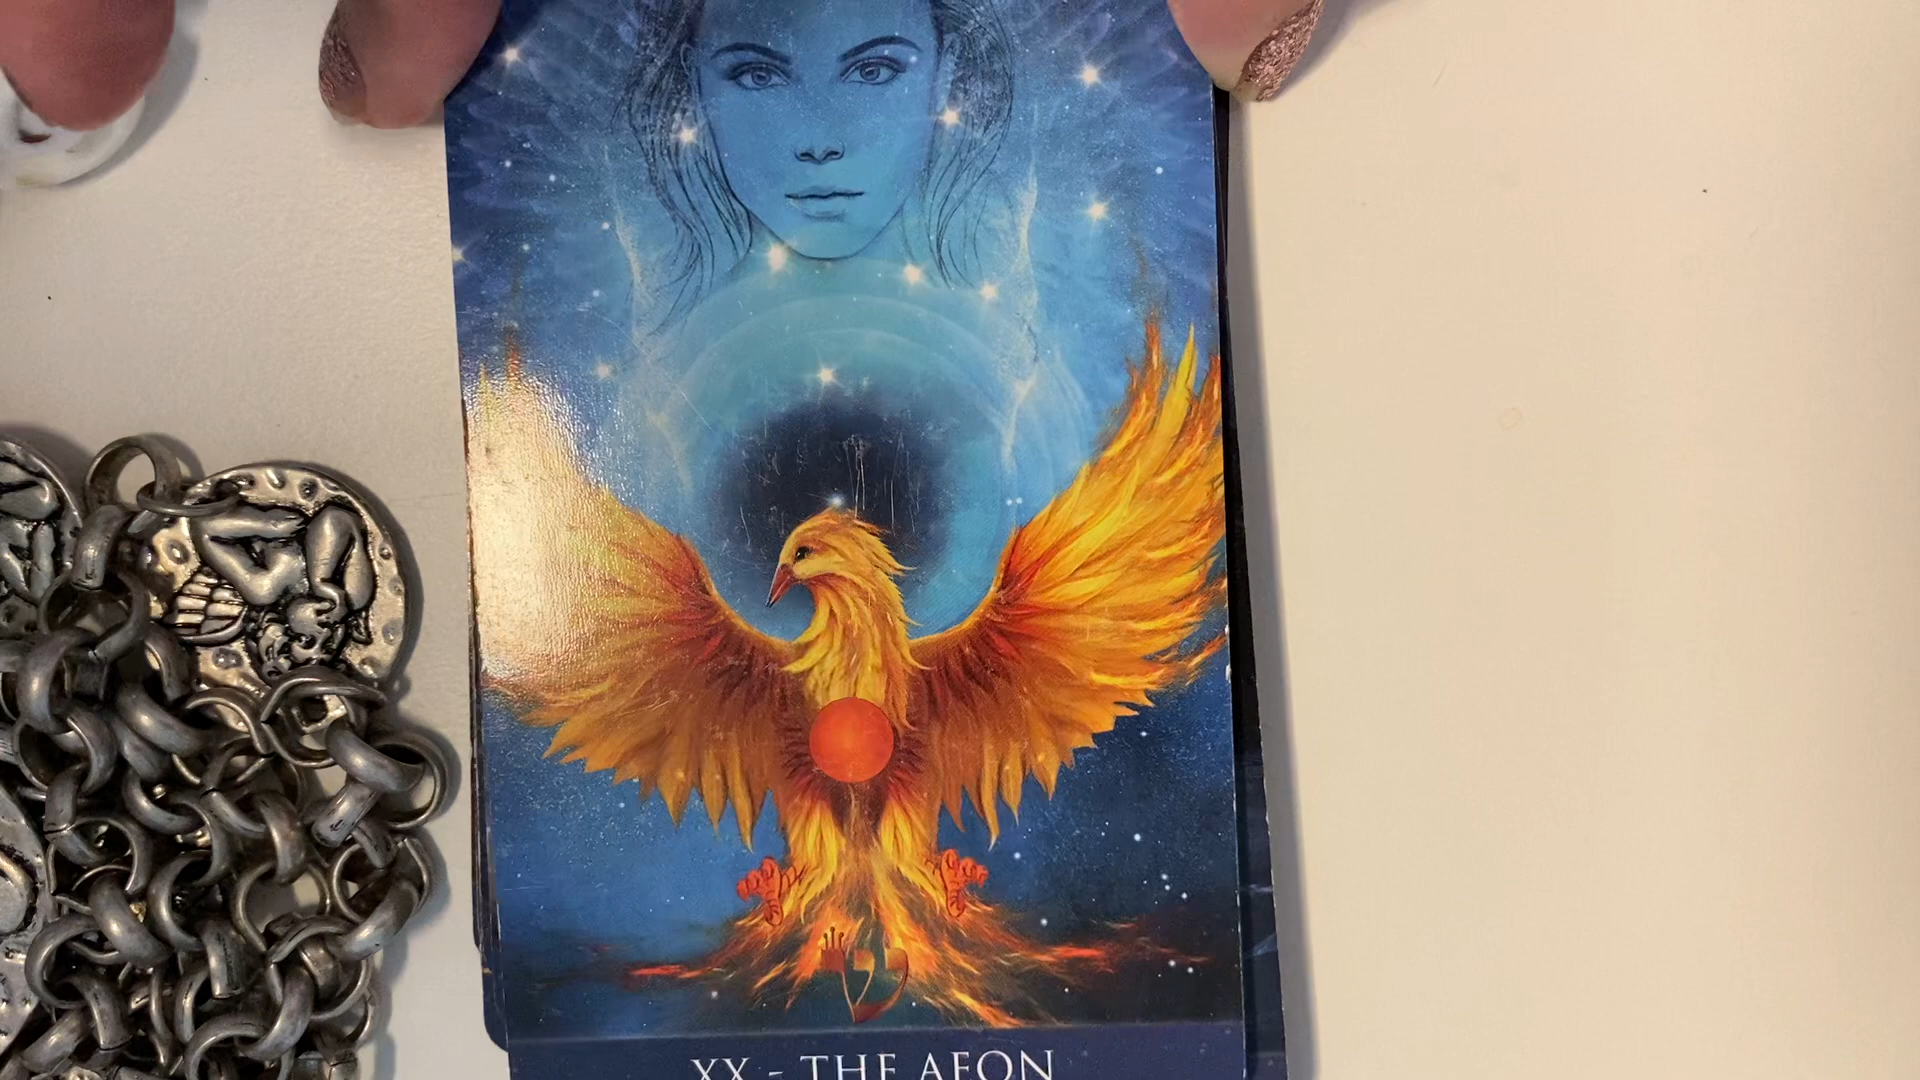 ש
XX - THE AEON